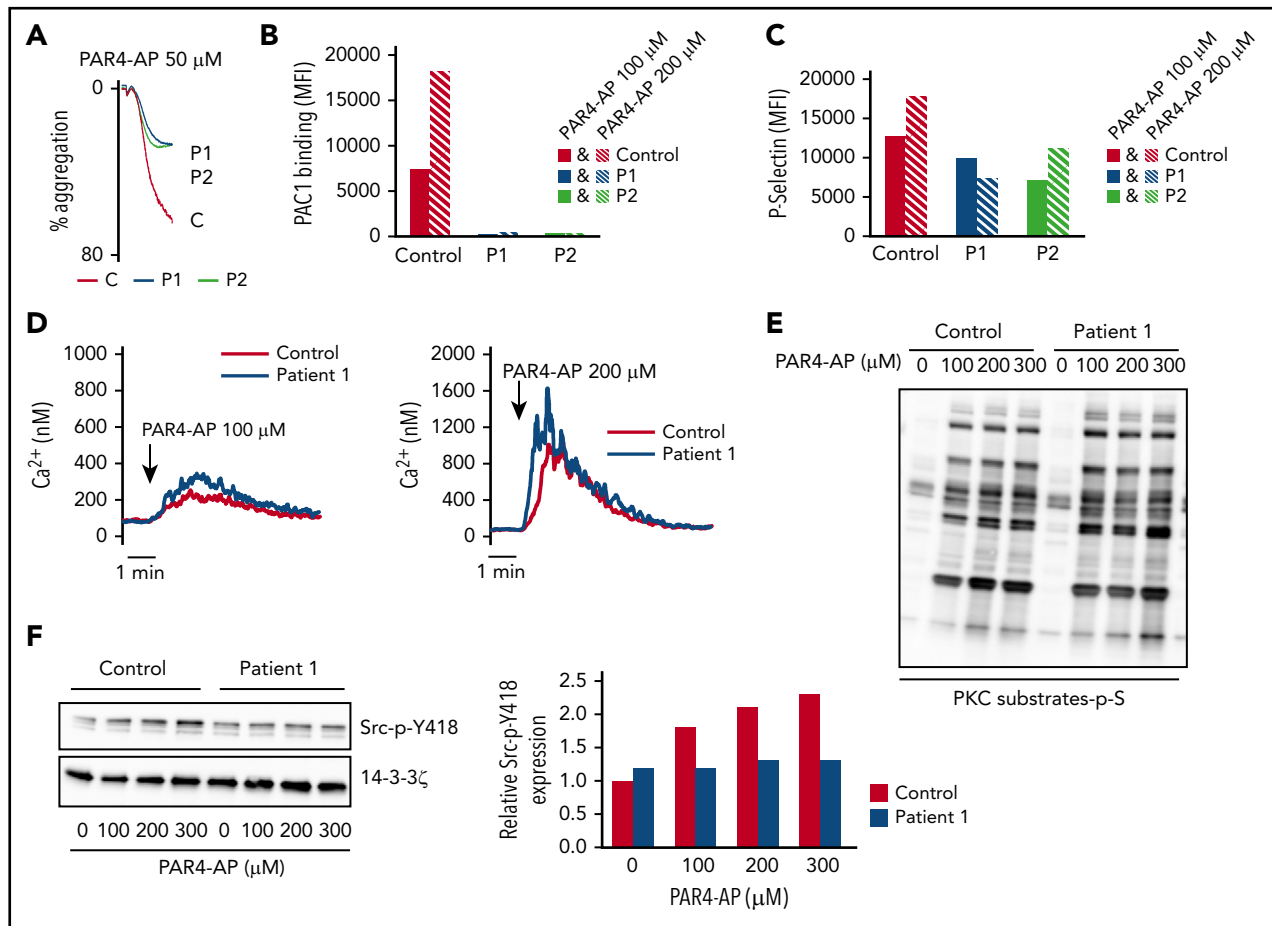 A
PAR4-AP 50 µM
0
% aggregation
80
P1
P2
C
C P1 P2
B
PAC1 binding (MFI)
20000
15000
10000
5000
0
Control P1 P2
PAR4-AP 100 µM
PAR4-AP 200 µM
& Control
& P1
& P2
C
P-Selectin (MFI)
20000
15000
10000
5000
0
Control P1 P2
PAR4-AP 100 µM
PAR4-AP 200 µM
& Control
& P1
& P2
D
Ca2+ (nM)
1000
800
600
400
200
0
Control
Patient 1
PAR4-AP 100 µM
1 min
Ca2+ (nM)
2000
1600
1200
800
400
0
PAR4-AP 200 µM
Control
Patient 1
1 min
E
Control Patient 1
PAR4-AP (µM) 0 100 200 300 0 100 200 300
PKC substrates-p-S
F
Control Patient 1
Src-p-Y418
14-3-3ζ
0 100 200 300 0 100 200 300
PAR4-AP (µM)
Relative Src-p-Y418
expression
2.5
2.0
1.5
1.0
0.5
0.0
0 100 200 300
PAR4-AP (µM)
Control
Patient 1